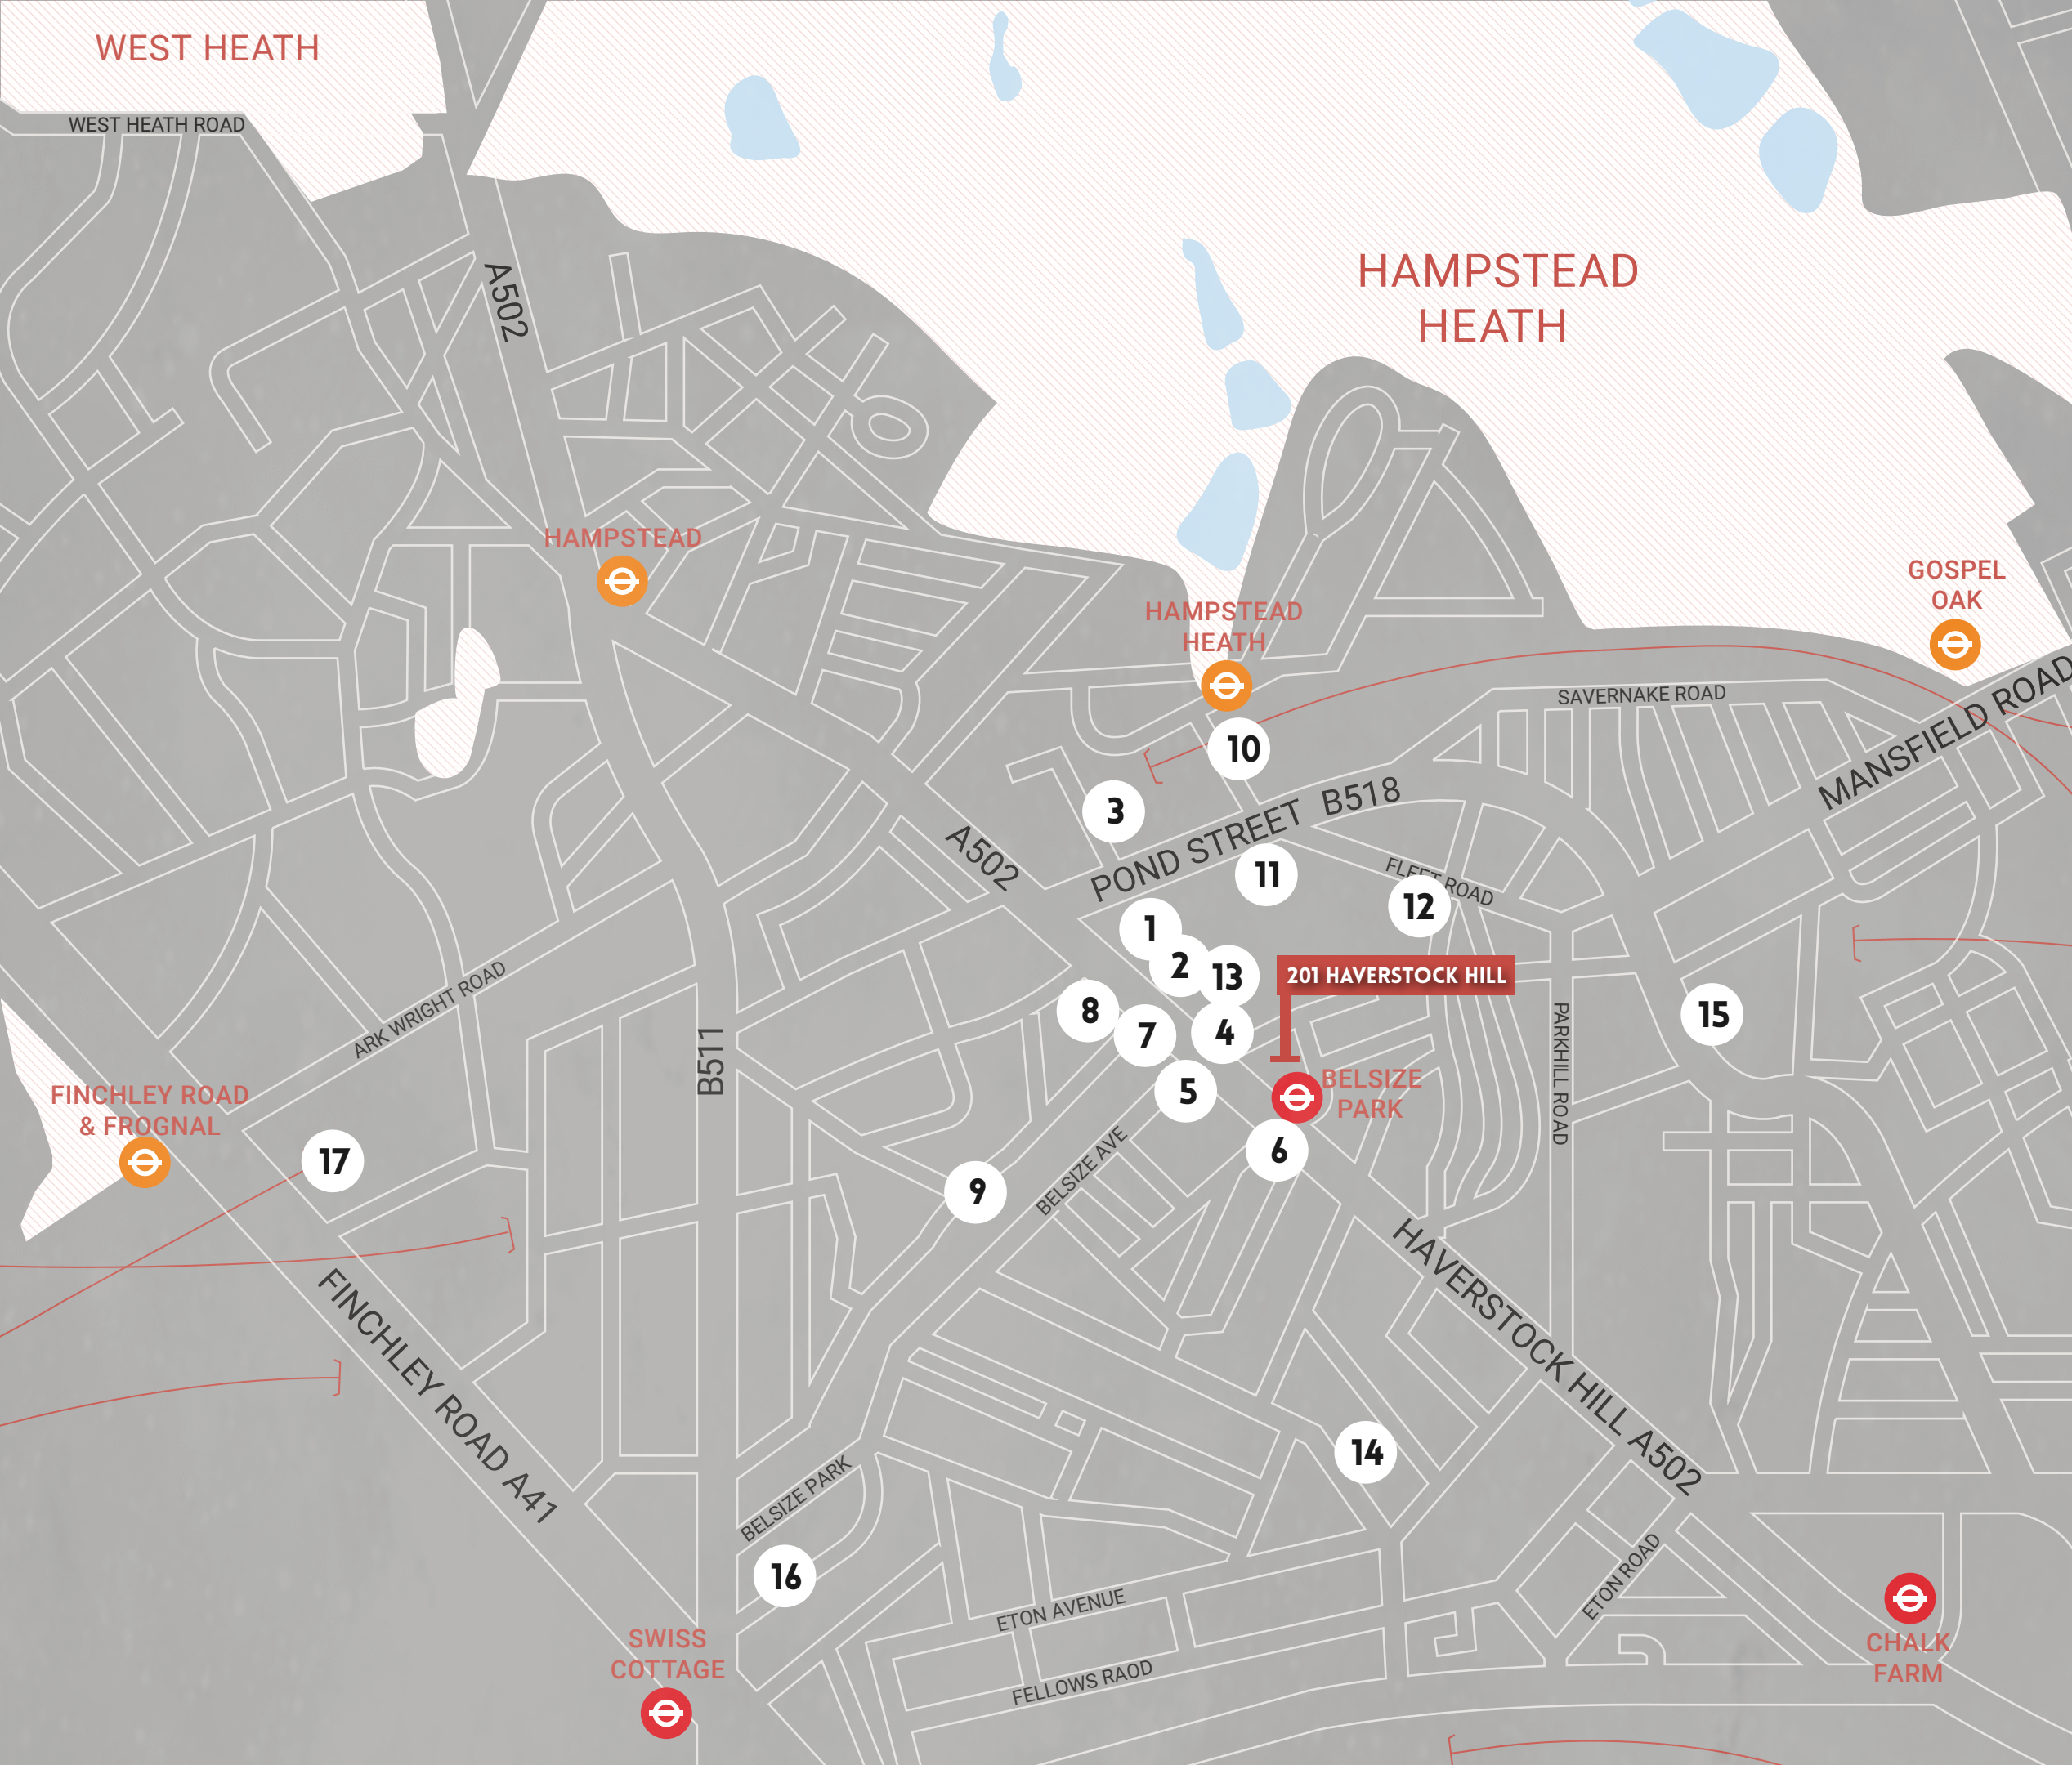 WEST HEATH
WEST HEATH ROAD
A502
HAMPSTEAD
HEATH
HAMPSTEAD
HAMPSTEAD
HEATH
GOSPEL
OAK
SAVERNAKE ROAD
MANSFIELD ROAD
10
3
POND STREET B518
A502
11
FLEET ROAD
12
1
2
13
201 HAVERSTOCK HILL
8
7
4
15
ARK WRIGHT ROAD
B511
PARKHILL ROAD
5
BELSIZE
PARK
FINCHLEY ROAD
& FROGNAL
17
6
9
BELSIZE AVE
HAVERSTOCK HILL A502
FINCHLEY ROAD A41
14
BELSIZE PARK
16
ETON AVENUE
ETON ROAD
FELLOWS RAOD
SWISS
COTTAGE
CHALK
FARM